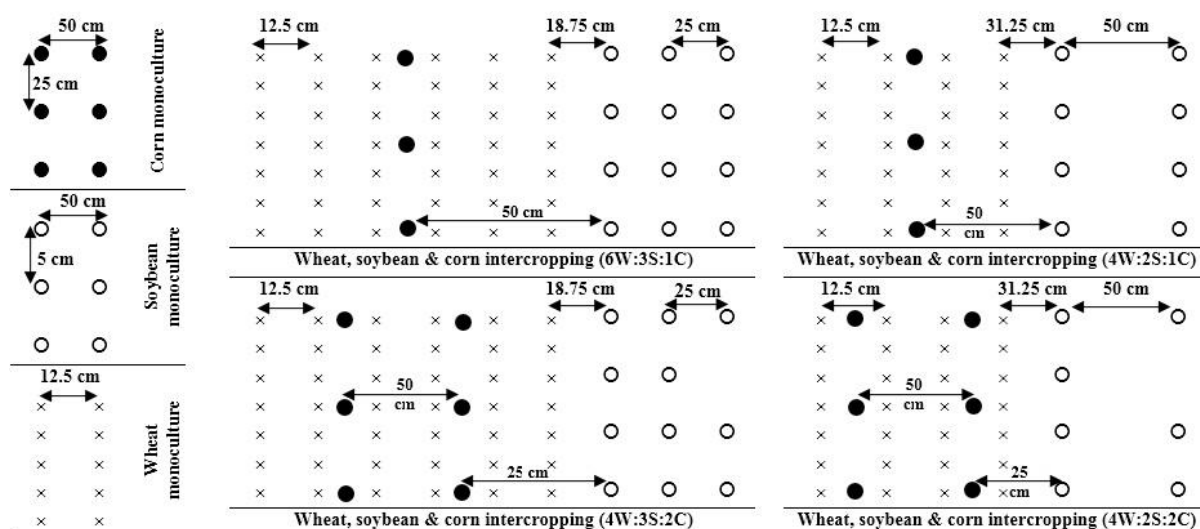 50 cm
25 cm
Corn monoculture
50 cm
5 cm
Soybean
monoculture
12.5 cm
Wheat
monoculture
12.5 cm
18.75 cm
25 cm
50 cm
Wheat, soybean & corn intercropping (6W:3S:1C)
12.5 cm
31.25 cm
50 cm
50
cm
Wheat, soybean & corn intercropping (4W:2S:1C)
12.5 cm
18.75 cm
25 cm
50
cm
25 cm
Wheat, soybean & corn intercropping (4W:3S:2C)
12.5 cm
31.25 cm
50 cm
50
cm
25
cm
Wheat, soybean & corn intercropping (4W:2S:2C)